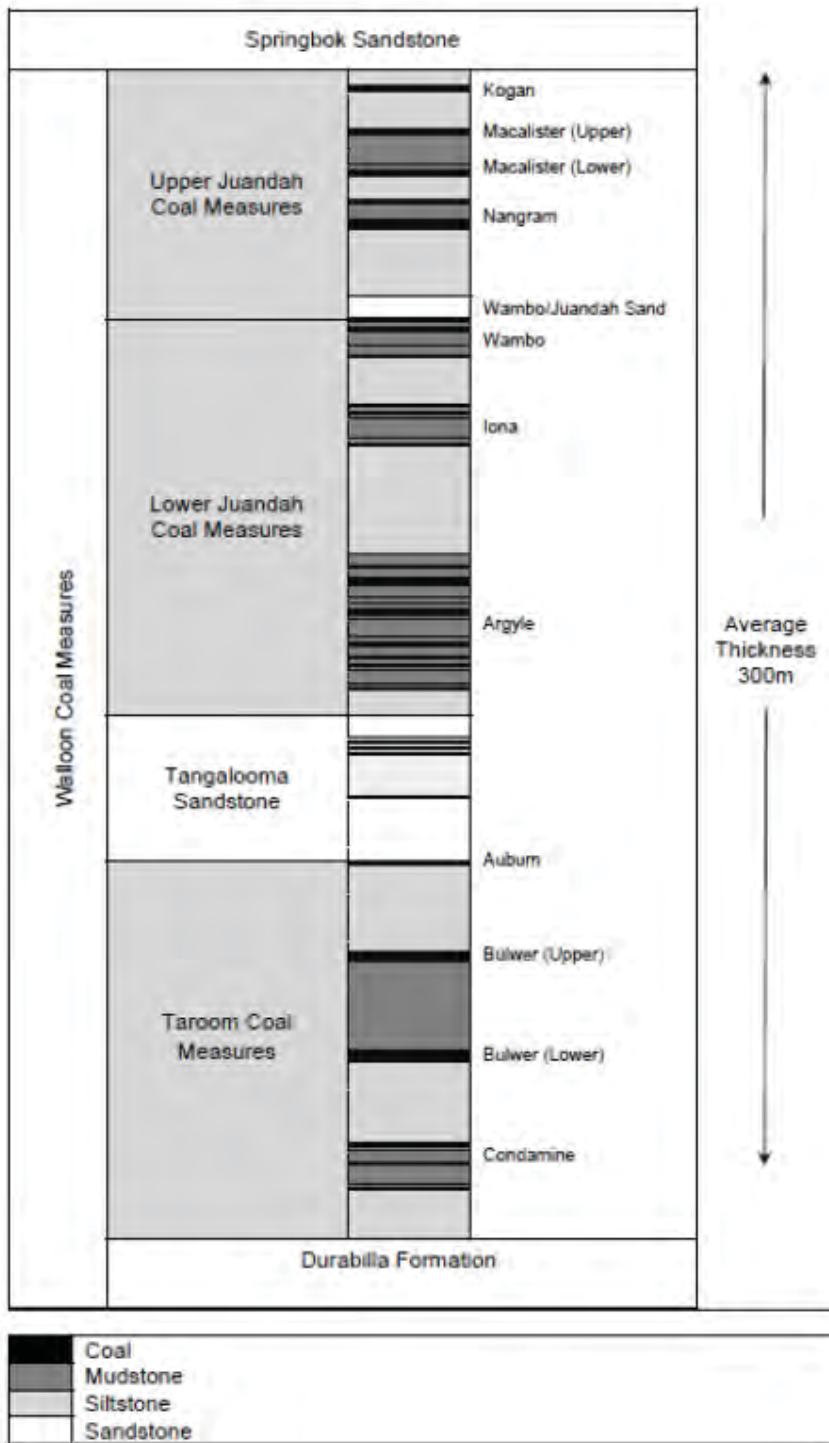 Springbok Sandstone
Kogan
Macalister (Upper)
Macalister (Lower)
Upper Juandah
Coal Measures
Nangram
Wambo/Juandah Sand
Wambo
Iona
Lower Juandah
Coal Measures
Argyle
Walloon Coal Measures
Average
Thickness
300m
Tangalooma
Sandstone
Auburn
Bulwer (Upper)
Taroom Coal
Measures
Bulwer (Lower)
Condamine
Durabilla Formation
Coal
Mudstone
Siltstone
Sandstone